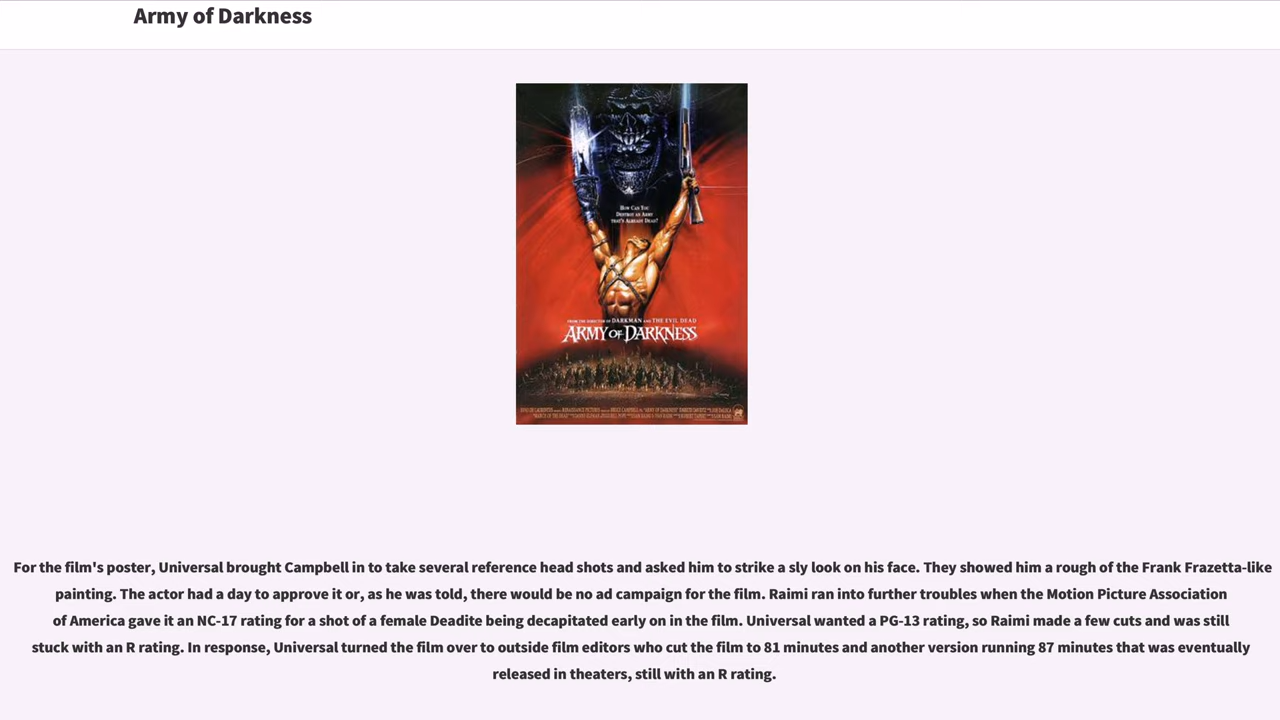 Army of Darkness
HOW CAN YOU
DESTROY AN ARMY
THAT'S ALREADY DEAD?
FROM THE DIRECTOR OF DARKMAN AND THE EVIL DEAD
ARMY OF DARKNESS
For the film's poster, Universal brought Campbell in to take several reference head shots and asked him to strike a sly look on his face. They showed him a rough of the Frank Frazetta-like
painting. The actor had a day to approve it or, as he was told, there would be no ad campaign for the film. Raimi ran into further troubles when the Motion Picture Association
of America gave it an NC-17 rating for a shot of a female Deadite being decapitated early on in the film. Universal wanted a PG-13 rating, so Raimi made a few cuts and was still
stuck with an R rating. In response, Universal turned the film over to outside film editors who cut the film to 81 minutes and another version running 87 minutes that was eventually
released in theaters, still with an R rating.